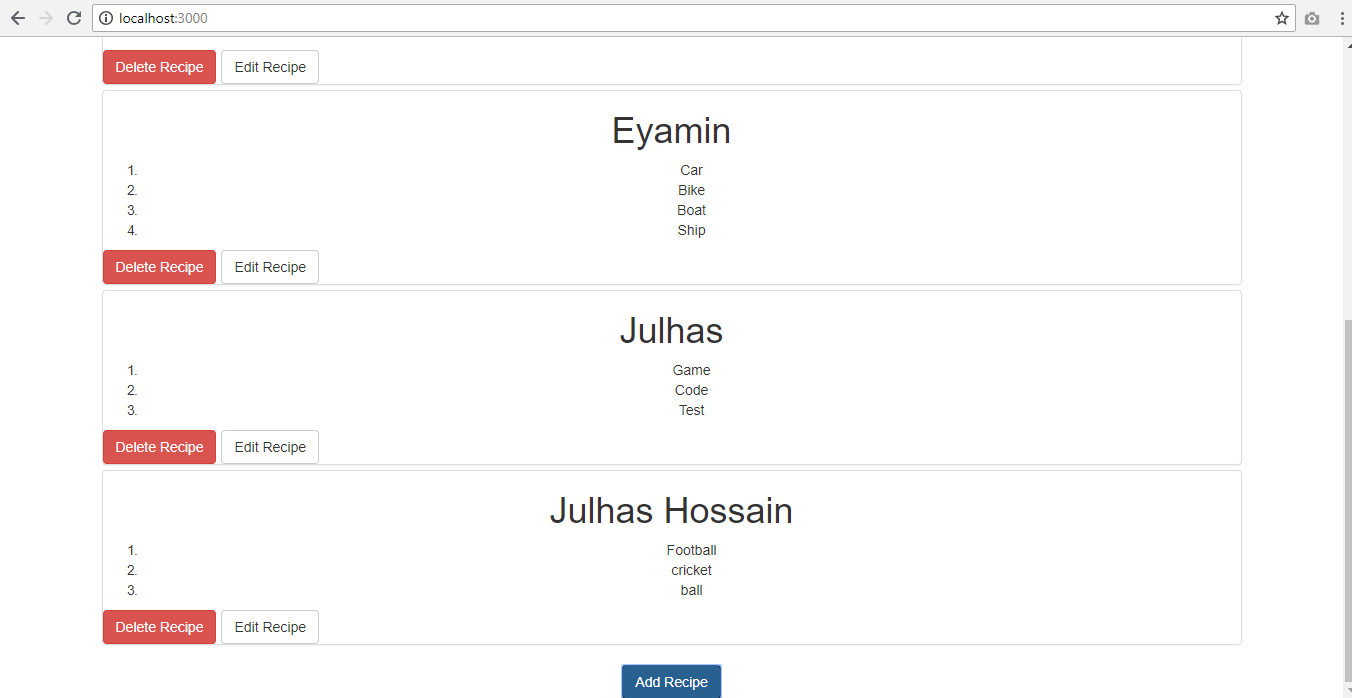 localhost:3000
Delete Recipe Edit Recipe
Eyamin
1. Car
2. Bike
3. Boat
4. Ship
Delete Recipe Edit Recipe
Julhas
1. Game
2. Code
3. Test
Delete Recipe Edit Recipe
Julhas Hossain
1. Football
2. cricket
3. ball
Delete Recipe Edit Recipe
Add Recipe